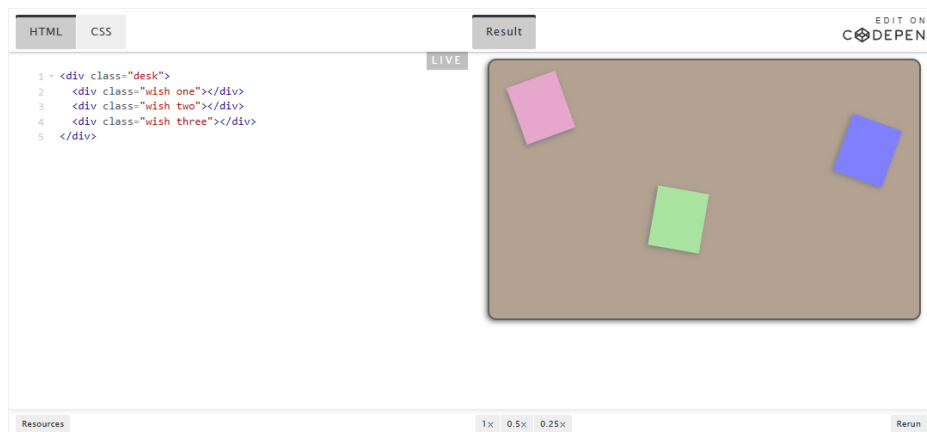 HTML CSS Result EDIT ON
CODEPEN
LIVE
1 <div class="desk">
2 <div class="wish one"></div>
3 <div class="wish two"></div>
4 <div class="wish three"></div>
5 </div>
Resources 1× 0.5× 0.25× Rerun